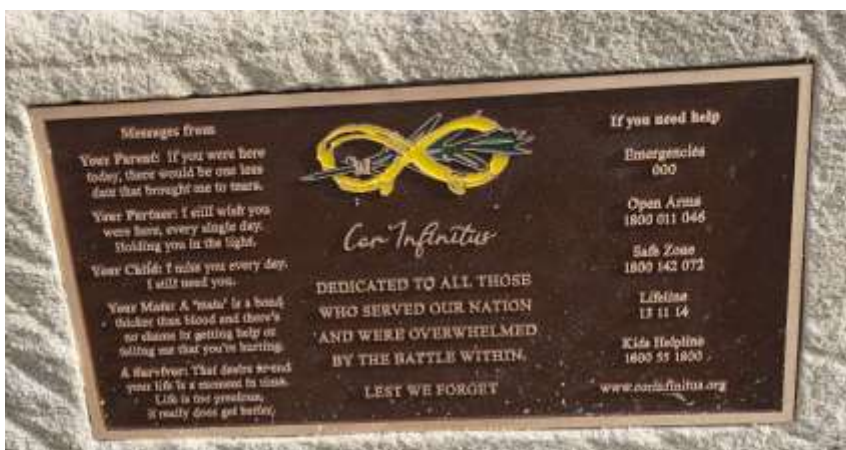 Messages from
Your Parent: If you were here
today, there would be one less
date that brought me to tears.
Your Partner: I still wish you
were here, every single day.
Holding you in the light.
Your Child: I miss you every day.
I still need you.
Your Mate: A 'mate' is a bond
thicker than blood and there's
no shame in getting help or
telling me that you're hurting.
A Survivor: That desire to end
your life is a moment in time.
Life is too precious,
it really does get better.
Cor Infinitus
DEDICATED TO ALL THOSE
WHO SERVED OUR NATION
AND WERE OVERWHELMED
BY THE BATTLE WITHIN.
LEST WE FORGET
If you need help
Emergencies
000
Open Arms
1800 011 046
Safe Zone
1800 142 072
Lifeline
13 11 14
Kids Helpline
1800 55 1800
www.corinfinitus.org